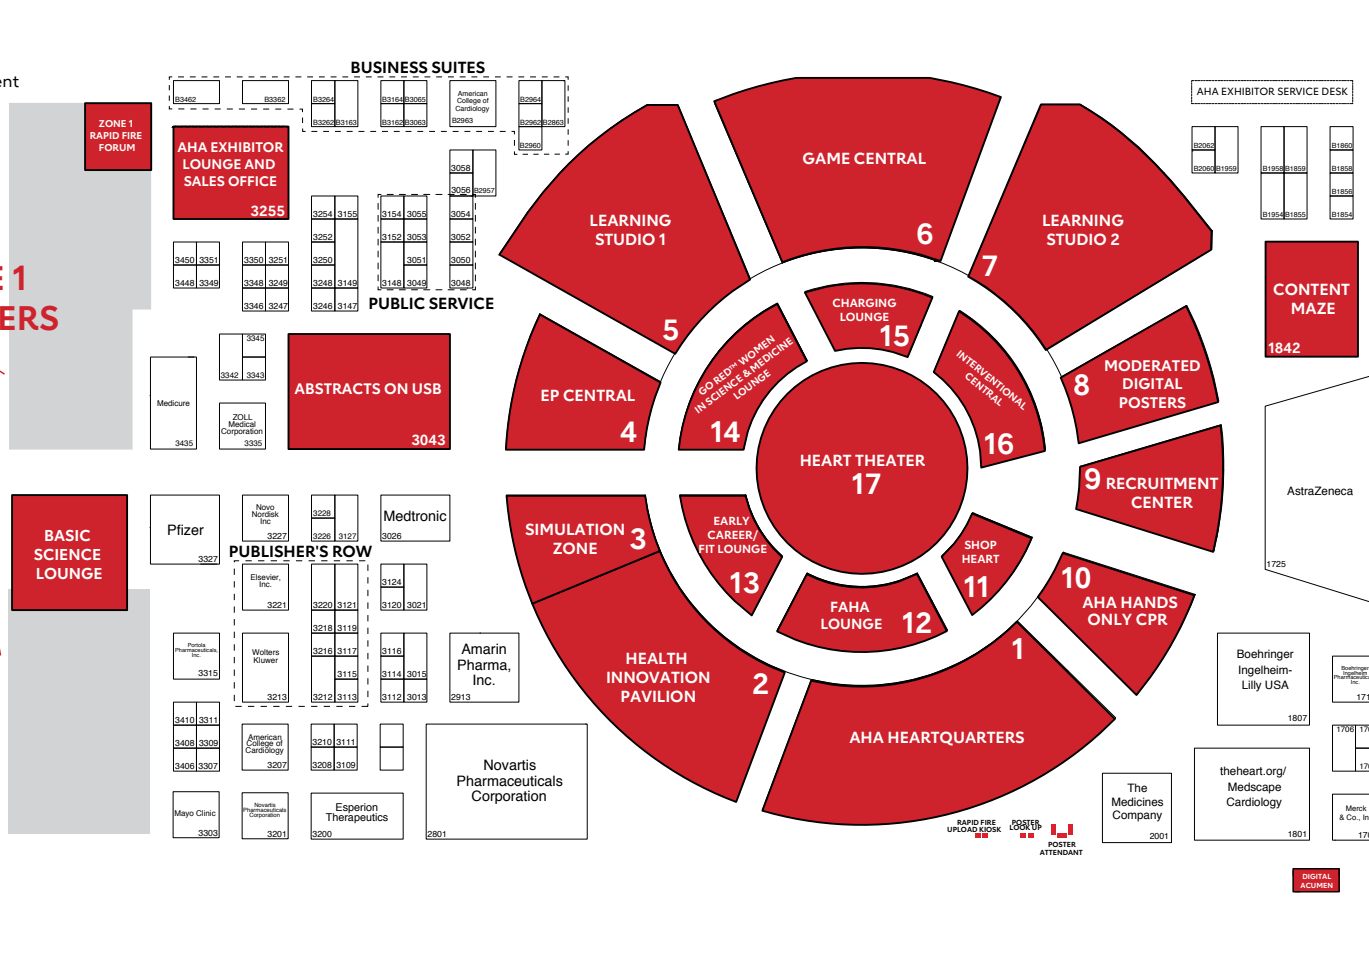 ent
BUSINESS SUITES
B3462
B3362
B3264
B3262
B3163
B3164
B3065
B3162
B3063
American
College of
Cardiology
B2963
B2964
B2962
B2863
B2960
AHA EXHIBITOR SERVICE DESK
ZONE 1
RAPID FIRE
FORUM
AHA EXHIBITOR
LOUNGE AND
SALES OFFICE
3255
3058
3056
B2957
3254
3155
3252
3250
3248
3149
3246
3147
3154
3055
3152
3053
3051
3148
3049
3054
3052
3050
3048
PUBLIC SERVICE
3450
3351
3448
3349
3350
3251
3348
3249
3346
3247
E 1
ERS
3345
3342
3343
Medicure
3435
ZOLL
Medical
Corporation
3335
ABSTRACTS ON USB
3043
BASIC
SCIENCE
LOUNGE
Pfizer
3327
Novo
Nordisk
Inc
3227
3228
3226
3127
Medtronic
3026
PUBLISHER'S ROW
Elsevier,
Inc.
3221
3220
3121
3218
3119
3216
3117
3115
3212
3113
Wolters
Kluwer
3213
3124
3120
3021
3116
3114
3015
3112
3013
Portola
Pharmaceuticals,
Inc.
3315
Amarin
Pharma,
Inc.
2913
3410
3311
3408
3309
3406
3307
American
College of
Cardiology
3207
3210
3111
3208
3109
Mayo Clinic
3303
Novartis
Pharmaceuticals
Corporation
3201
Esperion
Therapeutics
3200
Novartis
Pharmaceuticals
Corporation
2801
GAME CENTRAL
6
LEARNING
STUDIO 1
5
LEARNING
STUDIO 2
7
EP CENTRAL
4
GO RED™ WOMEN
IN SCIENCE & MEDICINE
LOUNGE
14
CHARGING
LOUNGE
15
INTERVENTIONAL
CENTRAL
16
MODERATED
DIGITAL
POSTERS
8
HEART THEATER
17
9
RECRUITMENT
CENTER
SIMULATION
ZONE
3
EARLY
CAREER/
FIT LOUNGE
13
SHOP
HEART
11
10
AHA HANDS
ONLY CPR
FAHA
LOUNGE
12
HEALTH
INNOVATION
PAVILION
2
1
AHA HEARTQUARTERS
RAPID FIRE
UPLOAD KIOSK
POSTER
LOOK UP
POSTER
ATTENDANT
B2062
B2060
B1959
B1958
B1859
B1954
B1855
B1860
B1858
B1856
B1854
CONTENT
MAZE
1842
AstraZeneca
1725
Boehringer
Ingelheim-
Lilly USA
1807
Boehringer
Ingelheim
Pharmaceutica
Inc.
171
1706
170
170
theheart.org/
Medscape
Cardiology
1801
The
Medicines
Company
2001
Merck
& Co., In
170
DIGITAL
ACUMEN